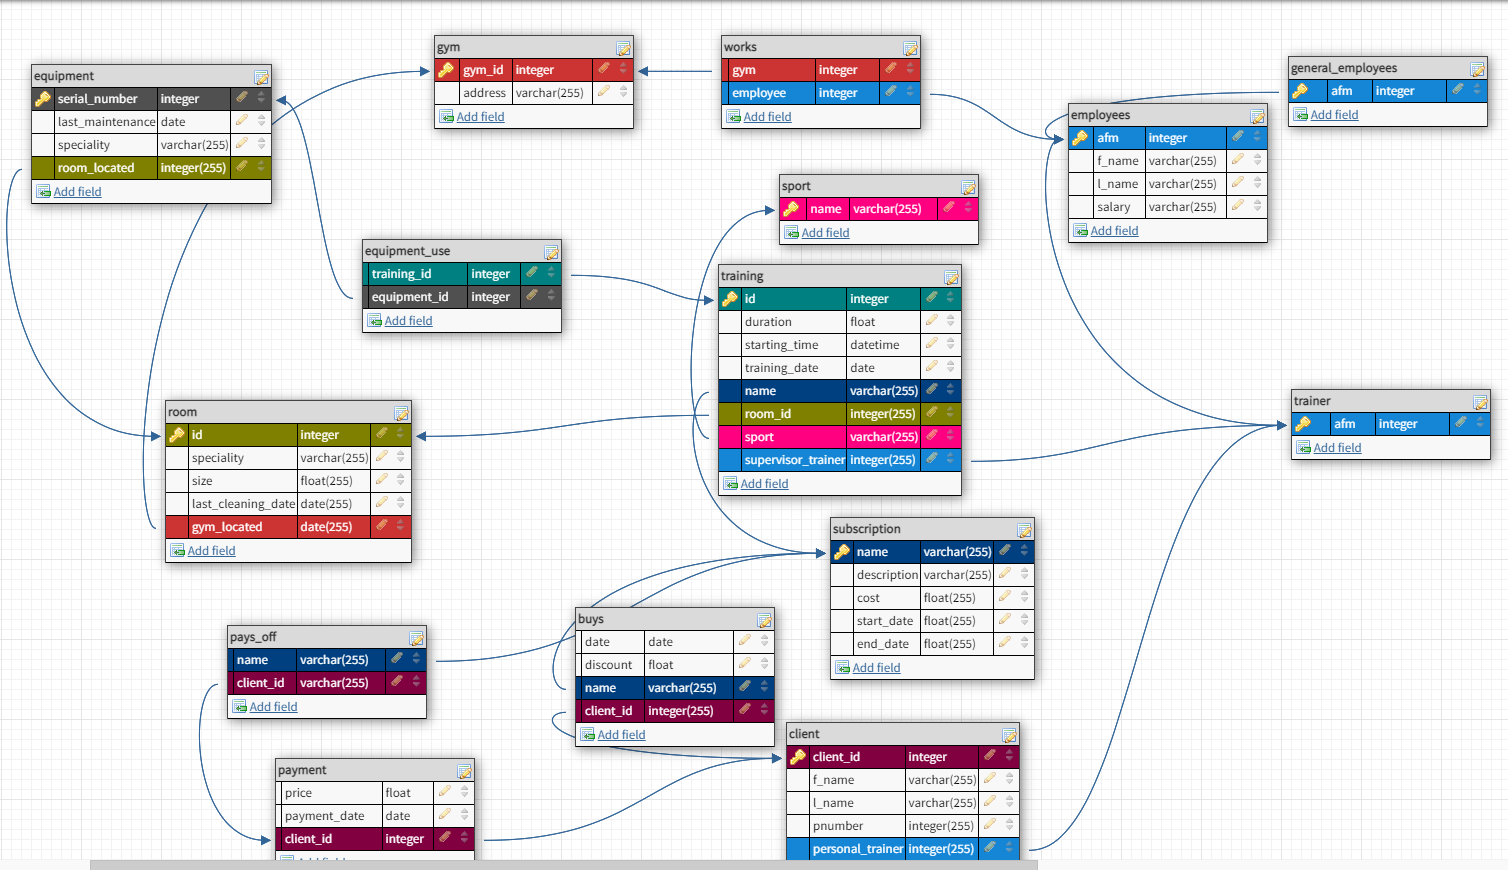 gym
gym_id integer
address varchar(255)
Add field
works
gym integer
employee integer
Add field
general_employees
afm integer
Add field
equipment
serial_number integer
last_maintenance date
speciality varchar(255)
room_located integer(255)
Add field
employees
afm integer
f_name varchar(255)
l_name varchar(255)
salary varchar(255)
Add field
sport
name varchar(255)
Add field
equipment_use
training_id integer
equipment_id integer
Add field
training
id integer
duration float
starting_time datetime
training_date date
name varchar(255)
room_id integer(255)
sport varchar(255)
supervisor_trainer integer(255)
Add field
trainer
afm integer
Add field
room
id integer
speciality varchar(255)
size float(255)
last_cleaning_date date(255)
gym_located date(255)
Add field
subscription
name varchar(255)
description varchar(255)
cost float(255)
start_date float(255)
end_date float(255)
Add field
buys
date date
discount float
name varchar(255)
client_id integer(255)
Add field
pays_off
name varchar(255)
client_id varchar(255)
Add field
client
client_id integer
f_name varchar(255)
l_name varchar(255)
pnumber integer(255)
personal_trainer integer(255)
payment
price float
payment_date date
client_id integer
Add field